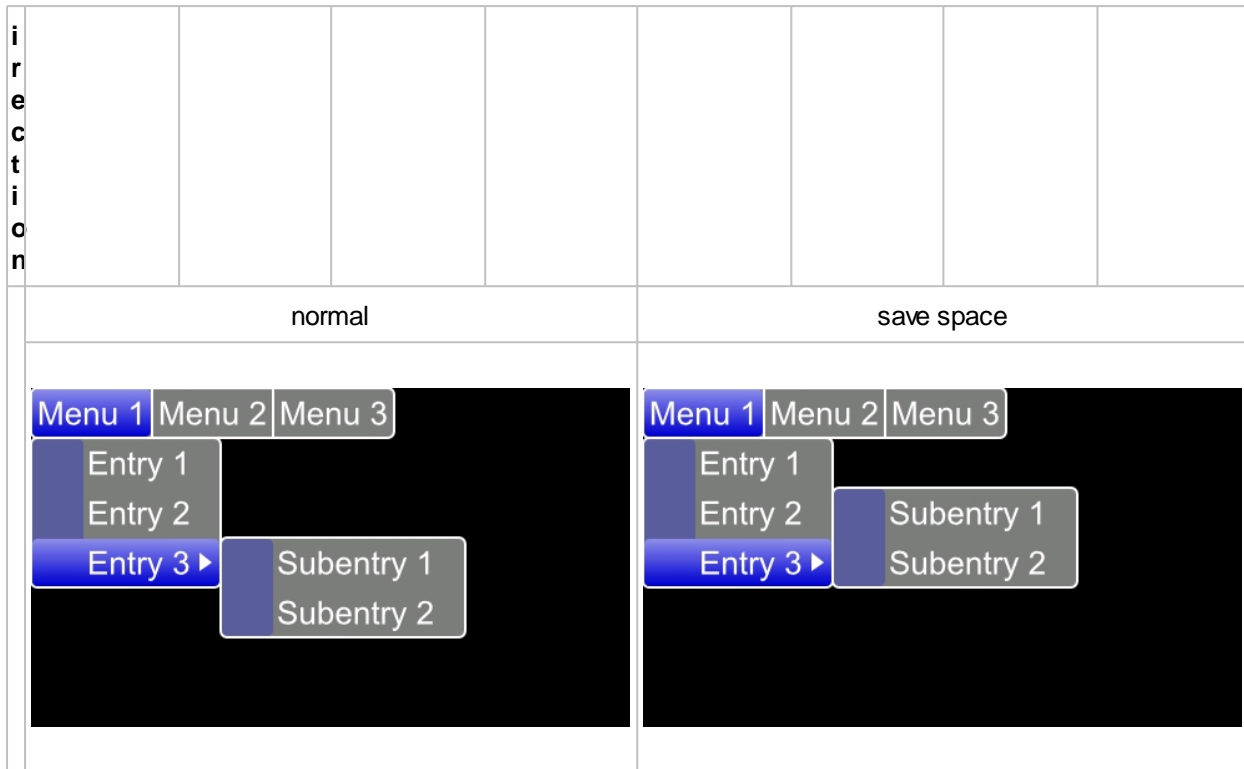 i
r
e
c
t
i
o
n
normal
save space
Menu 1 Menu 2 Menu 3
Entry 1
Entry 2
Entry 3
Subentry 1
Subentry 2
Menu 1 Menu 2 Menu 3
Entry 1
Entry 2
Entry 3
Subentry 1
Subentry 2